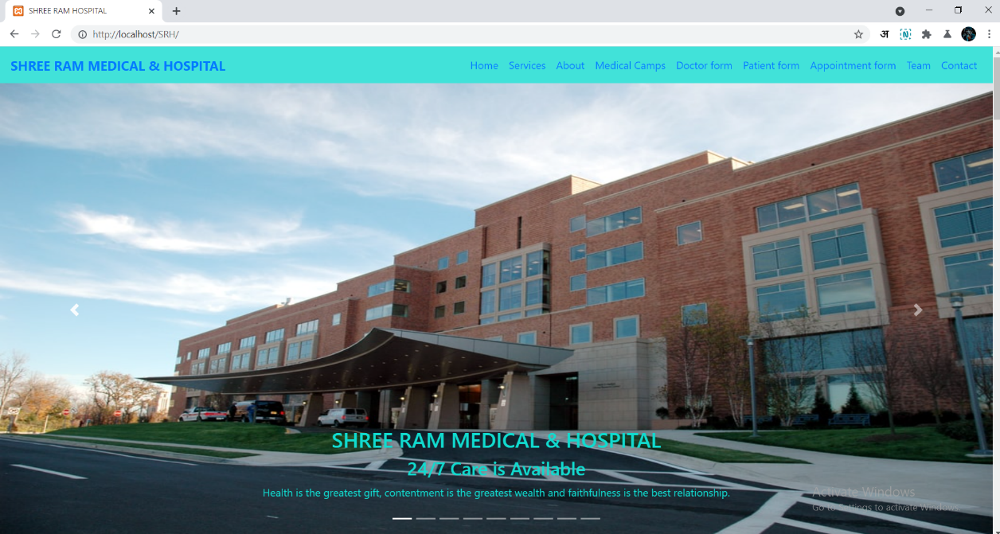 SHREE RAM HOSPITAL
http://localhost/SRH/
अ
N
SHREE RAM MEDICAL & HOSPITAL
Home Services About Medical Camps Doctor form Patient form Appointment form Team Contact
SHREE RAM MEDICAL & HOSPITAL
24/7 Care is Available
Health is the greatest gift, contentment is the greatest wealth and faithfulness is the best relationship.
Activate Windows
Go to Settings to activate Windows.